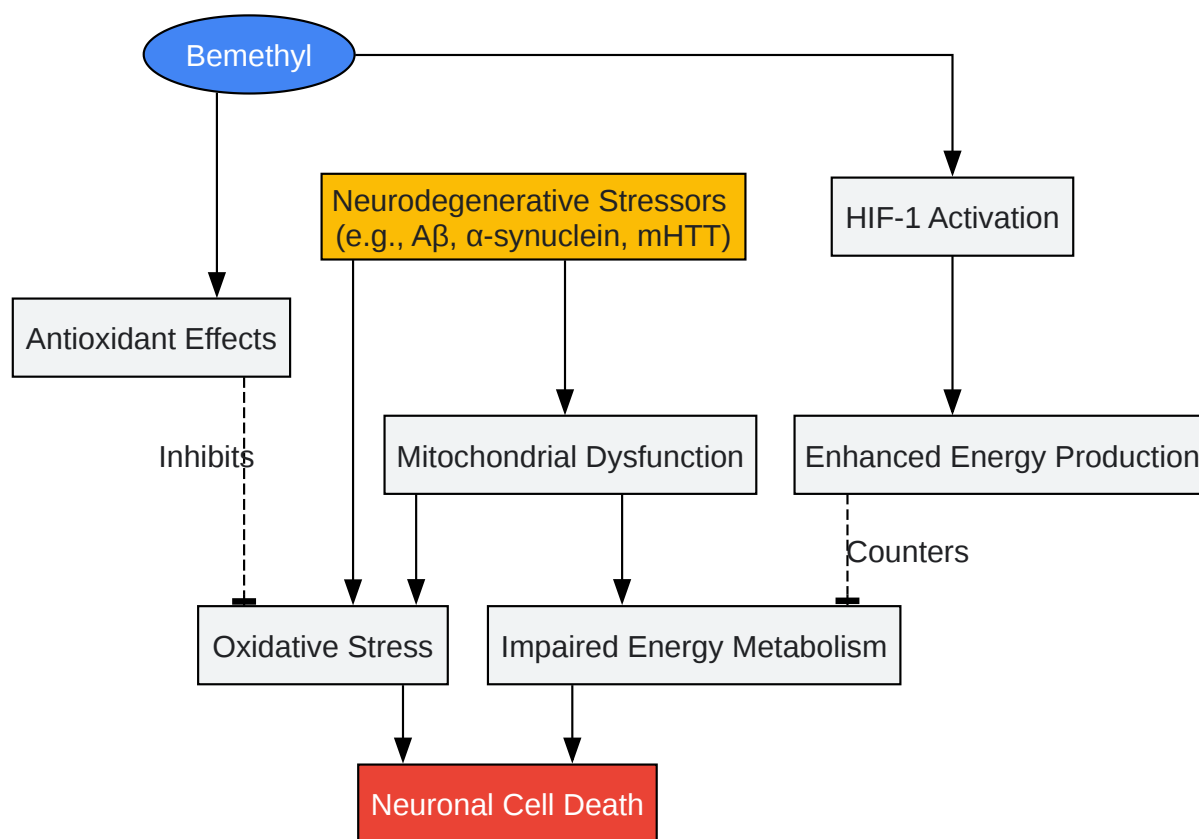 Bemethyl
Neurodegenerative Stressors
(e.g., Aβ, α-synuclein, mHTT)
HIF-1 Activation
Antioxidant Effects
Inhibits
Mitochondrial Dysfunction
Enhanced Energy Production
Counters
Oxidative Stress
Impaired Energy Metabolism
Neuronal Cell Death